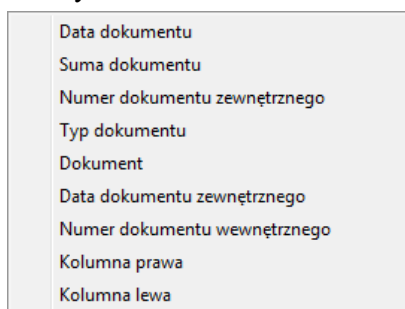 Data dokumentu
Suma dokumentu
Numer dokumentu zewnętrznego
Typ dokumentu
Dokument
Data dokumentu zewnętrznego
Numer dokumentu wewnętrznego
Kolumna prawa
Kolumna lewa